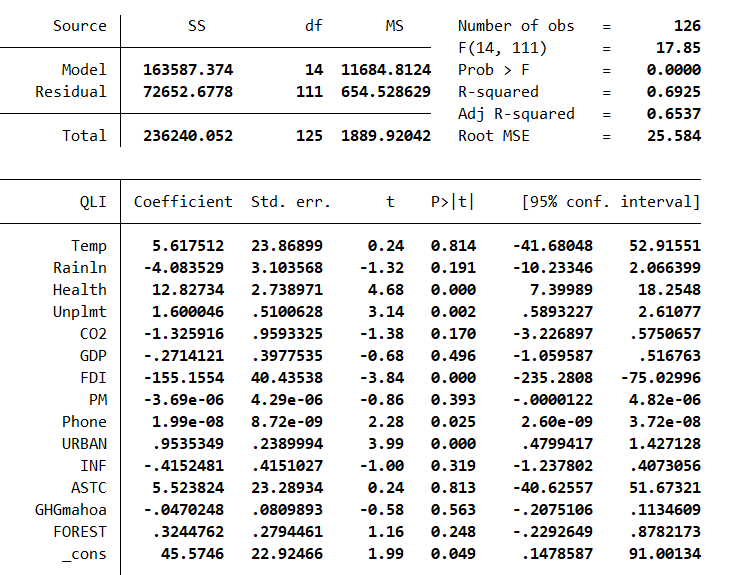 Source SS df MS Number of obs = 126
F(14, 111) = 17.85
Model 163587.374 14 11684.8124 Prob > F = 0.0000
Residual 72652.6778 111 654.528629 R-squared = 0.6925
Adj R-squared = 0.6537
Total 236240.052 125 1889.92042 Root MSE = 25.584
QLI Coefficient Std. err. t P>|t| [95% conf. interval]
Temp 5.617512 23.86899 0.24 0.814 -41.68048 52.91551
Rainln -4.083529 3.103568 -1.32 0.191 -10.23346 2.066399
Health 12.82734 2.738971 4.68 0.000 7.39989 18.2548
Unplmt 1.600046 .5100628 3.14 0.002 .5893227 2.61077
CO2 -1.325916 .9593325 -1.38 0.170 -3.226897 .5750657
GDP -.2714121 .3977535 -0.68 0.496 -1.059587 .516763
FDI -155.1554 40.43538 -3.84 0.000 -235.2808 -75.02996
PM -3.69e-06 4.29e-06 -0.86 0.393 -.0000122 4.82e-06
Phone 1.99e-08 8.72e-09 2.28 0.025 2.60e-09 3.72e-08
URBAN .9535349 .2389994 3.99 0.000 .4799417 1.427128
INF -.4152481 .4151027 -1.00 0.319 -1.237802 .4073056
ASTC 5.523824 23.28934 0.24 0.813 -40.62557 51.67321
GHGmahoa -.0470248 .0809893 -0.58 0.563 -.2075106 .1134609
FOREST .3244762 .2794461 1.16 0.248 -.2292649 .8782173
_cons 45.5746 22.92466 1.99 0.049 .1478587 91.00134